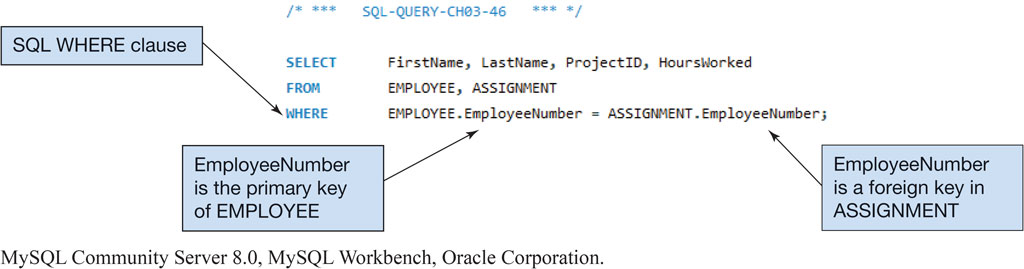 /* *** SQL-QUERY-CH03-46 *** */
SQL WHERE clause
SELECT FirstName, LastName, ProjectID, HoursWorked
FROM EMPLOYEE, ASSIGNMENT
WHERE EMPLOYEE.EmployeeNumber = ASSIGNMENT.EmployeeNumber;
EmployeeNumber
is the primary key
of EMPLOYEE
EmployeeNumber
is a foreign key in
ASSIGNMENT
MySQL Community Server 8.0, MySQL Workbench, Oracle Corporation.